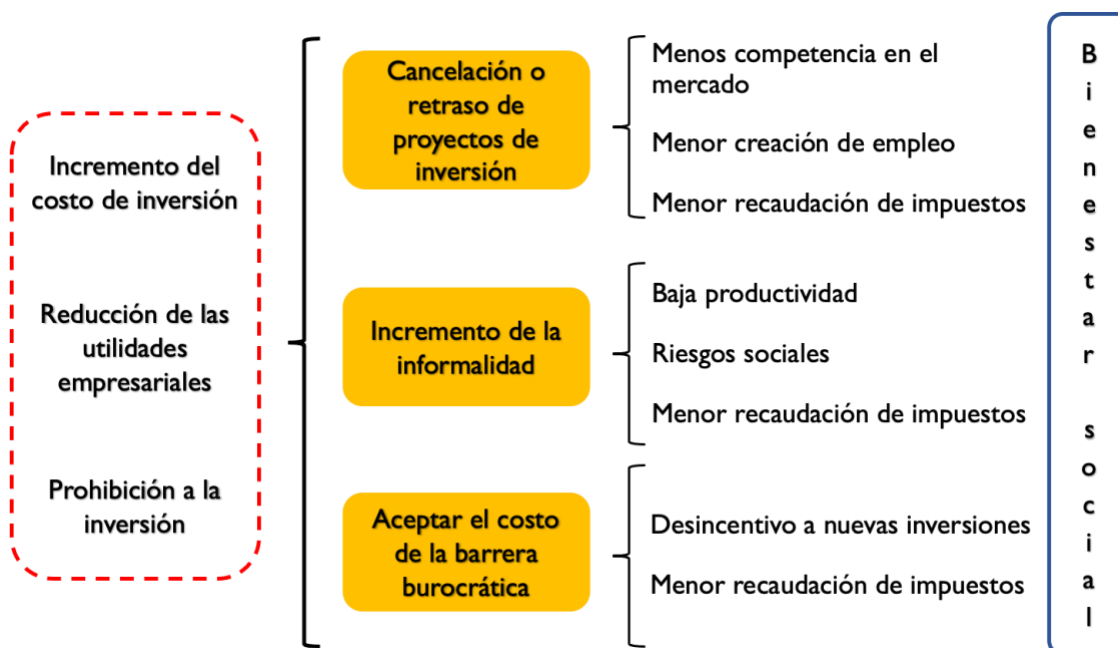 Incremento del
costo de inversión
Reducción de las
utilidades
empresariales
Prohibición a la
inversión
Cancelación o
retraso de
proyectos de
inversión
Menos competencia en el
mercado
Menor creación de empleo
Menor recaudación de impuestos
Incremento de la
informalidad
Baja productividad
Riesgos sociales
Menor recaudación de impuestos
Aceptar el costo
de la barrera
burocrática
Desincentivo a nuevas inversiones
Menor recaudación de impuestos
Bienestar social